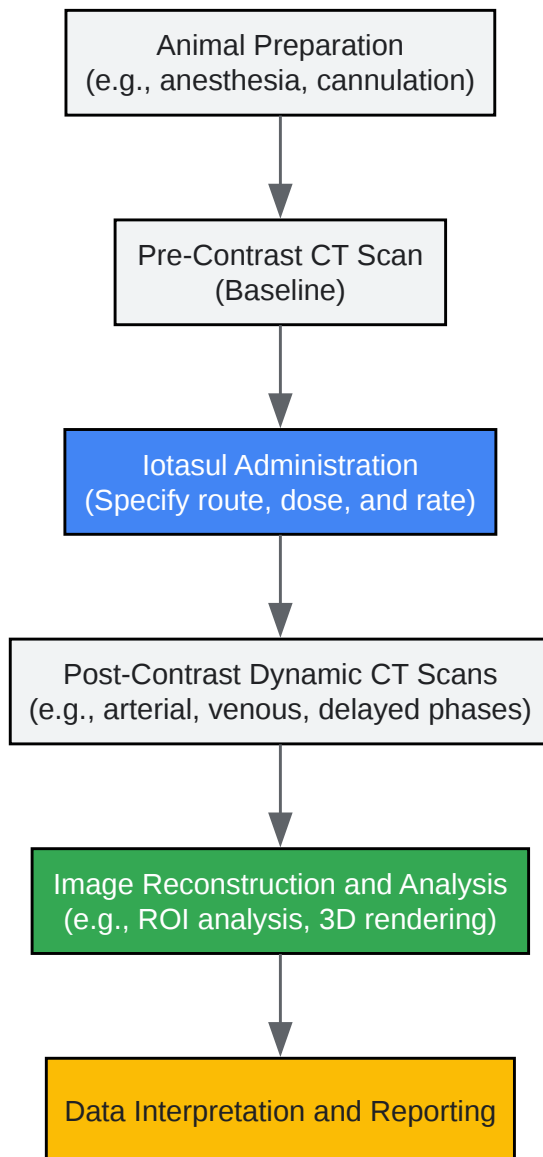 Animal Preparation
(e.g., anesthesia, cannulation)
Pre-Contrast CT Scan
(Baseline)
Iotasul Administration
(Specify route, dose, and rate)
Post-Contrast Dynamic CT Scans
(e.g., arterial, venous, delayed phases)
Image Reconstruction and Analysis
(e.g., ROI analysis, 3D rendering)
Data Interpretation and Reporting